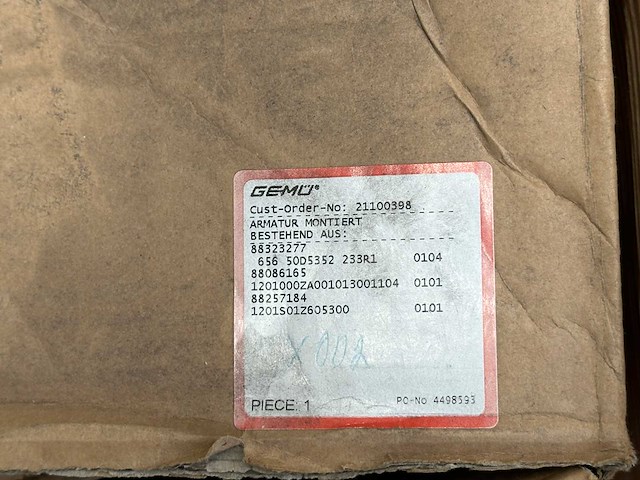 GEMÜ®
Cust-Order-No: 21100398
ARMATUR MONTIERT
BESTEHEND AUS:
88323277
656 50D5352 233R1 0104
88086165
1201000ZA001013001104 0101
88257184
1201S01Z605300 0101
X002
PIECE: 1 PO-No 4498593